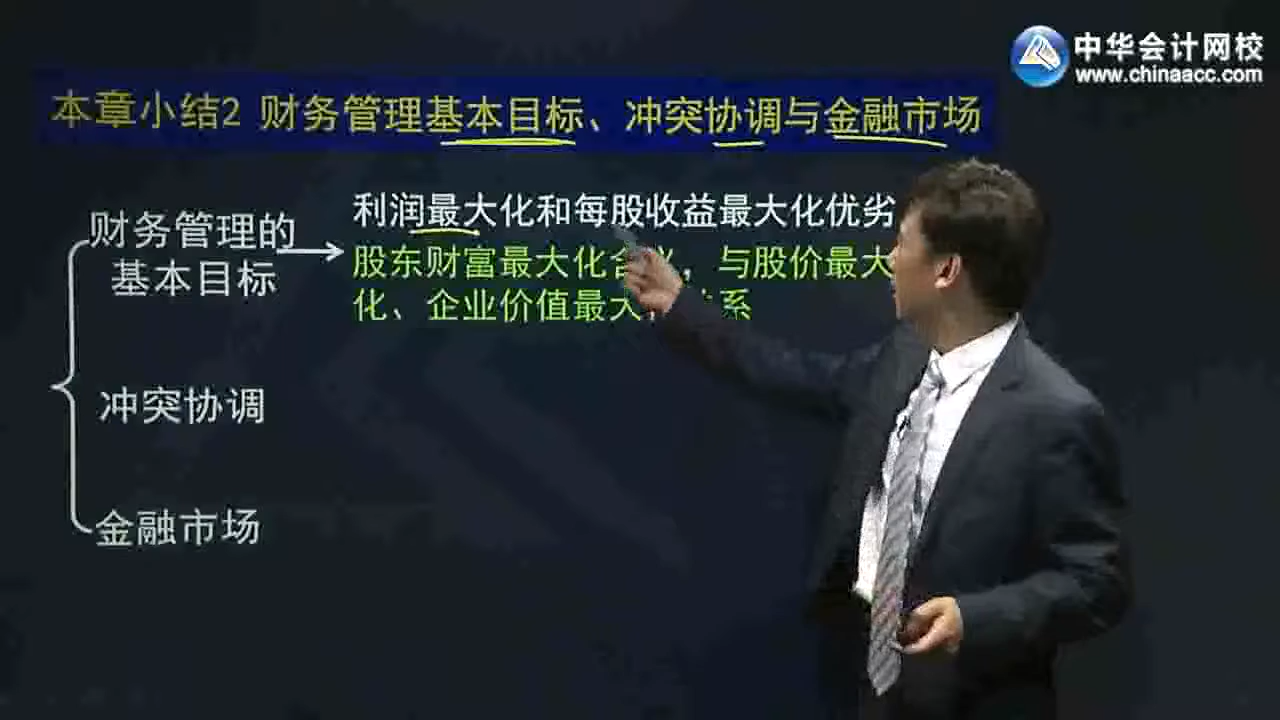 中华会计网校
www.chinaacc.com
本章小结2 财务管理基本目标、冲突协调与金融市场
财务管理的
基本目标
利润最大化和每股收益最大化优劣
股东财富最大化含义，与股价最大
化、企业价值最大 系
冲突协调
金融市场